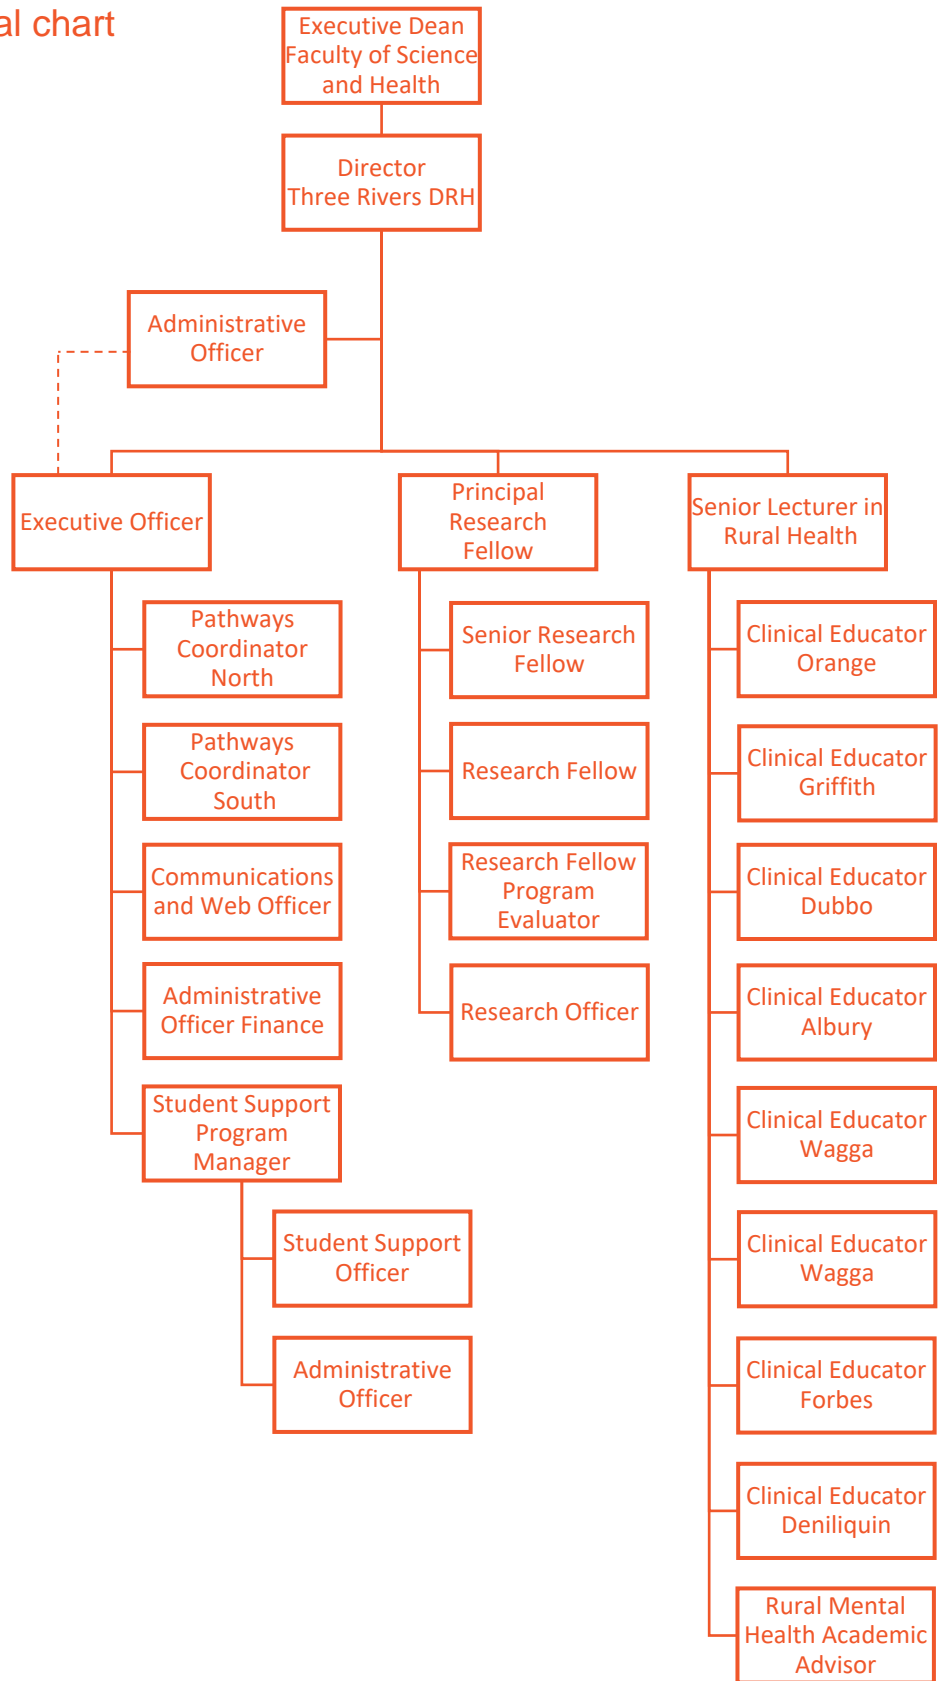 al chart
Executive Dean
Faculty of Science
and Health
Director
Three Rivers DRH
Administrative
Officer
Executive Officer
Principal
Research
Fellow
Senior Lecturer in
Rural Health
Pathways
Coordinator
North
Pathways
Coordinator
South
Communications
and Web Officer
Administrative
Officer Finance
Student Support
Program
Manager
Student Support
Officer
Administrative
Officer
Senior Research
Fellow
Research Fellow
Research Fellow
Program
Evaluator
Research Officer
Clinical Educator
Orange
Clinical Educator
Griffith
Clinical Educator
Dubbo
Clinical Educator
Albury
Clinical Educator
Wagga
Clinical Educator
Wagga
Clinical Educator
Forbes
Clinical Educator
Deniliquin
Rural Mental
Health Academic
Advisor